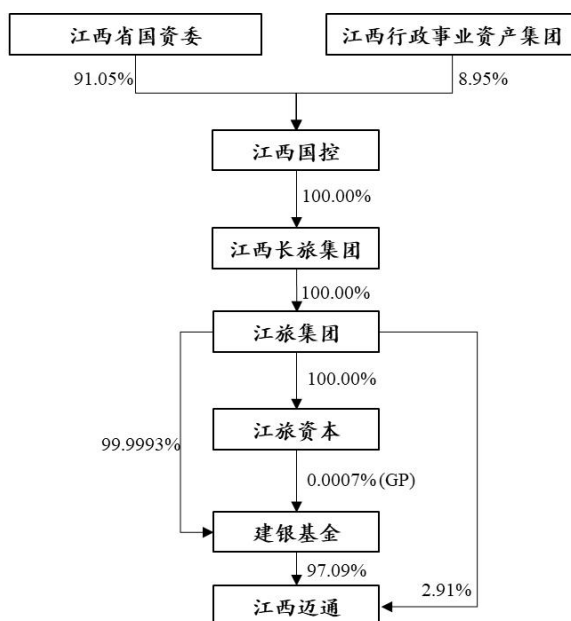 江西省国资委
江西行政事业资产集团
91.05%
8.95%
江西国控
100.00%
江西长旅集团
100.00%
江旅集团
100.00%
99.9993%
江旅资本
0.0007%(GP)
建银基金
97.09%
2.91%
江西迈通